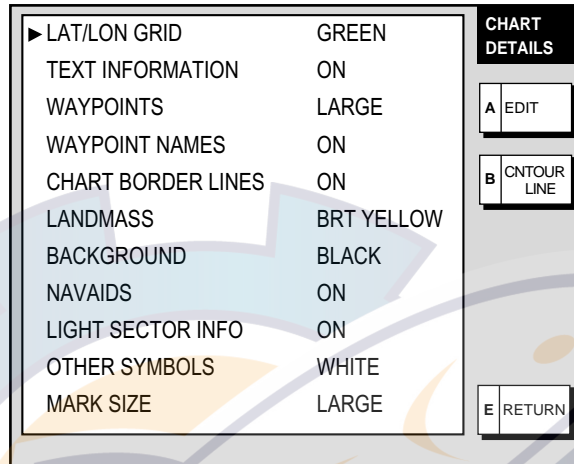 ►LAT/LON GRID GREEN
TEXT INFORMATION ON
WAYPOINTS LARGE
WAYPOINT NAMES ON
CHART BORDER LINES ON
LANDMASS BRT YELLOW
BACKGROUND BLACK
NAVAIDS ON
LIGHT SECTOR INFO ON
OTHER SYMBOLS WHITE
MARK SIZE LARGE
CHART
DETAILS
A EDIT
B CNTOUR
LINE
E RETURN